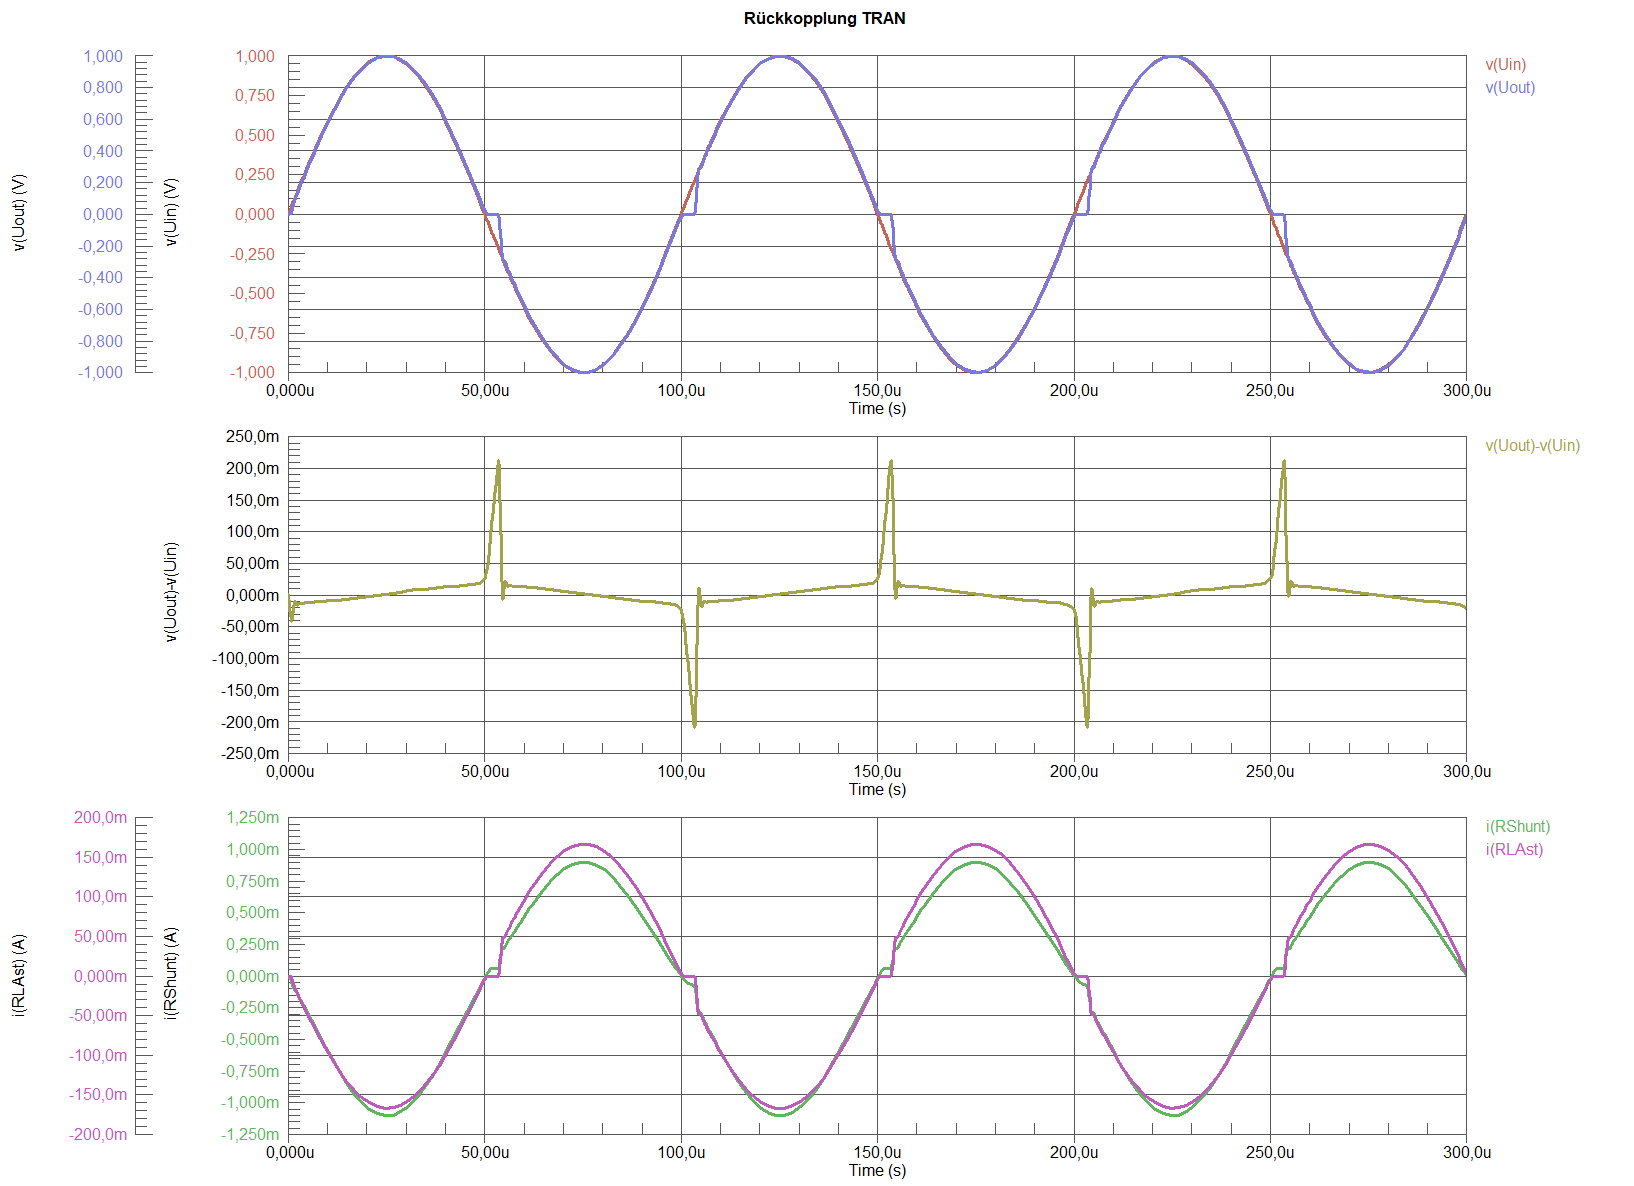 Rückkopplung TRAN
v(Uout) (V)
1,000
0,800
0,600
0,400
0,200
0,000
-0,200
-0,400
-0,600
-0,800
-1,000
v(Uin) (V)
1,000
0,750
0,500
0,250
0,000
-0,250
-0,500
-0,750
-1,000
v(Uin)
v(Uout)
0,000u 50,00u 100,0u 150,0u 200,0u 250,0u 300,0u
Time (s)
v(Uout)-v(Uin)
250,0m
200,0m
150,0m
100,0m
50,00m
0,000m
-50,00m
-100,00m
-150,0m
-200,0m
-250,0m
v(Uout)-v(Uin)
0,000u 50,00u 100,0u 150,0u 200,0u 250,0u 300,0u
Time (s)
i(RLAst) (A)
200,0m
150,0m
100,0m
50,00m
0,000m
-50,00m
-100,0m
-150,0m
-200,0m
i(RShunt) (A)
1,250m
1,000m
0,750m
0,500m
0,250m
0,000m
-0,250m
-0,500m
-0,750m
-1,000m
-1,250m
i(RShunt)
i(RLAst)
0,000u 50,00u 100,0u 150,0u 200,0u 250,0u 300,0u
Time (s)